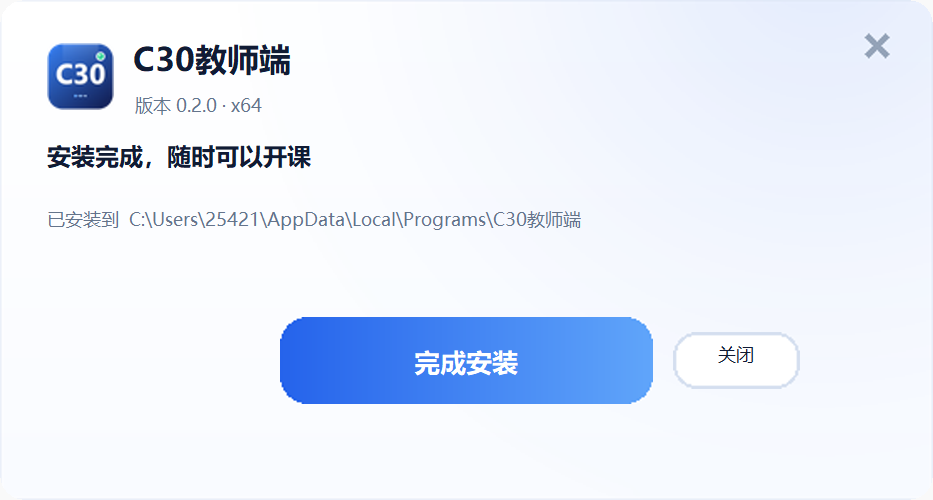 C30
C30教师端
版本 0.2.0 · x64
安装完成，随时可以开课
已安装到 C:\Users\25421\AppData\Local\Programs\C30教师端
完成安装
关闭